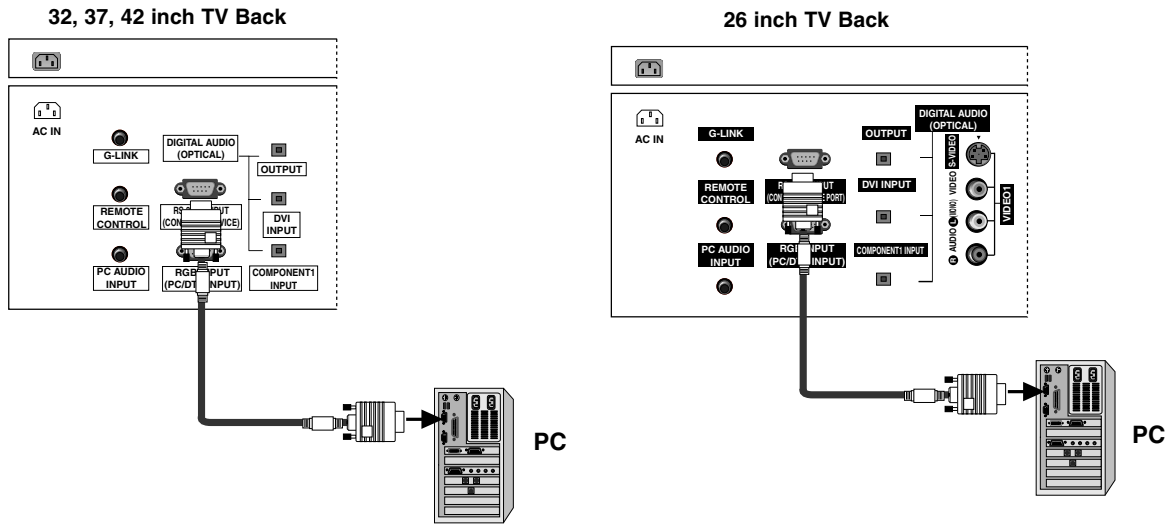 32, 37, 42 inch TV Back
AC IN
G-LINK
REMOTE
CONTROL
PC AUDIO
INPUT
DIGITAL AUDIO
(OPTICAL)
OUTPUT
DVI
INPUT
COMPONENT1
INPUT
PC
26 inch TV Back
AC IN
G-LINK
REMOTE
CONTROL
PC AUDIO
INPUT
OUTPUT
DVI INPUT
COMPONENT1 INPUT
DIGITAL AUDIO
(OPTICAL)
S-VIDEO
VIDEO
(MONO)
AUDIO
L
R
VIDEO1
PC